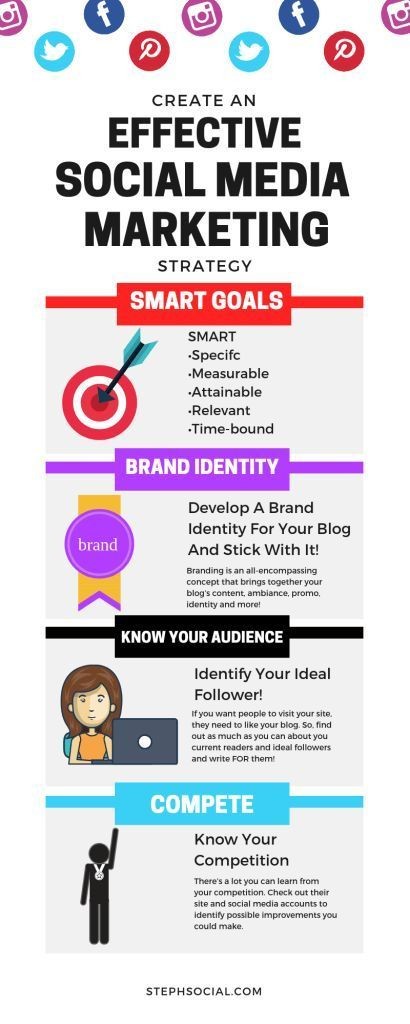 CREATE AN
EFFECTIVE
SOCIAL MEDIA
MARKETING
STRATEGY
SMART GOALS
SMART
•Specifc
•Measurable
•Attainable
•Relevant
•Time-bound
BRAND IDENTITY
brand
Develop A Brand
Identity For Your Blog
And Stick With It!
Branding is an all-encompassing
concept that brings together your
blog's content, ambiance, promo,
identity and more!
KNOW YOUR AUDIENCE
Identify Your Ideal
Follower!
If you want people to visit your site,
they need to like your blog. So, find
out as much as you can about you
current readers and ideal followers
and write FOR them!
COMPETE
Know Your
Competition
There's a lot you can learn from
your competition. Check out their
site and social media accounts to
identify possible improvements you
could make.
STEPHSOCIAL.COM